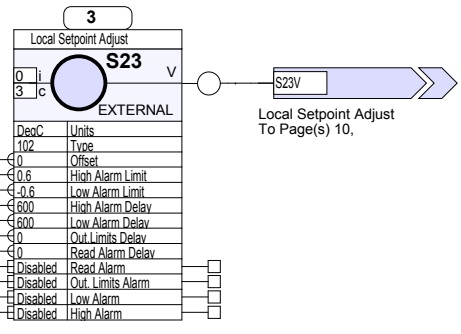 3
Local Setpoint Adjust
S23
0 i V
3 c
EXTERNAL
S23V
Local Setpoint Adjust
To Page(s) 10,
DegC Units
102 Type
0 Offset
0.6 High Alarm Limit
-0.6 Low Alarm Limit
600 High Alarm Delay
600 Low Alarm Delay
0 Out.Limits Delay
0 Read Alarm Delay
Disabled Read Alarm
Disabled Out. Limits Alarm
Disabled Low Alarm
Disabled High Alarm